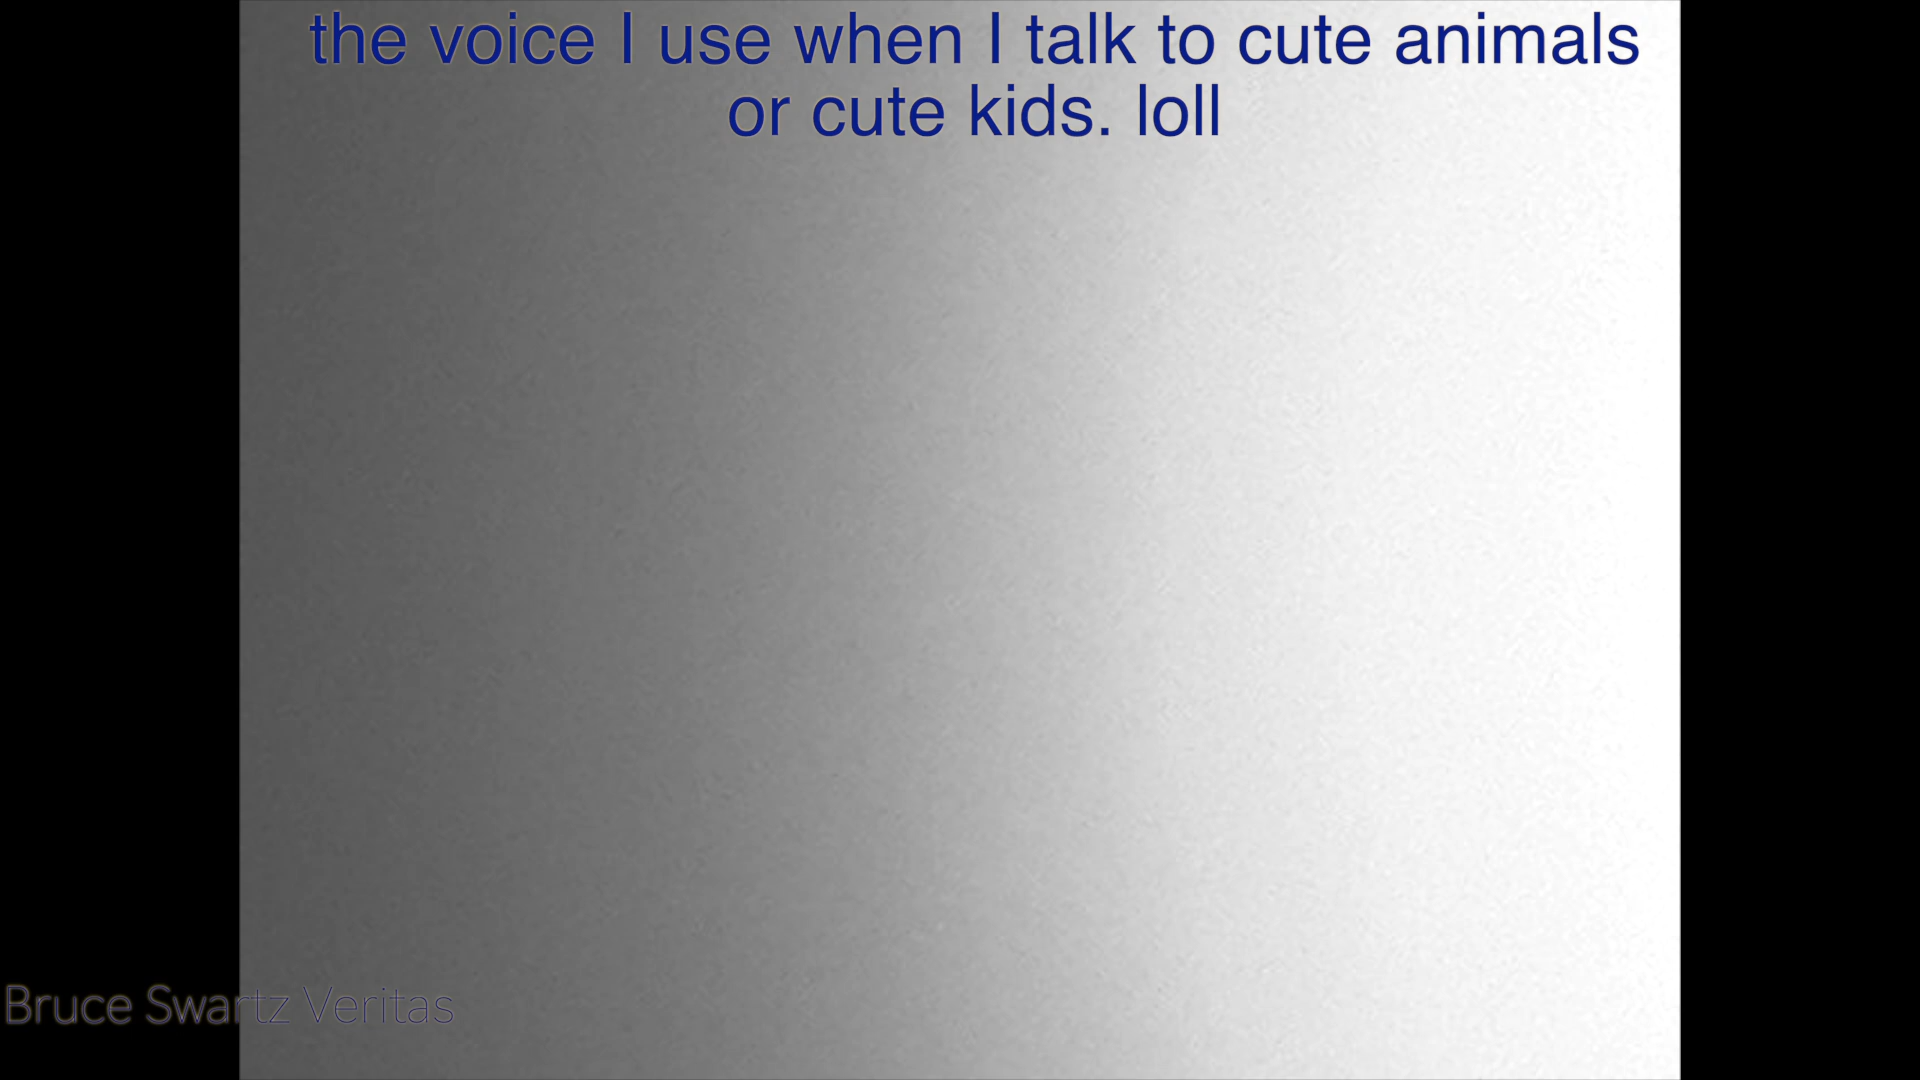 the voice I use when I talk to cute animals
or cute kids. loll
Bruce Swartz Veritas